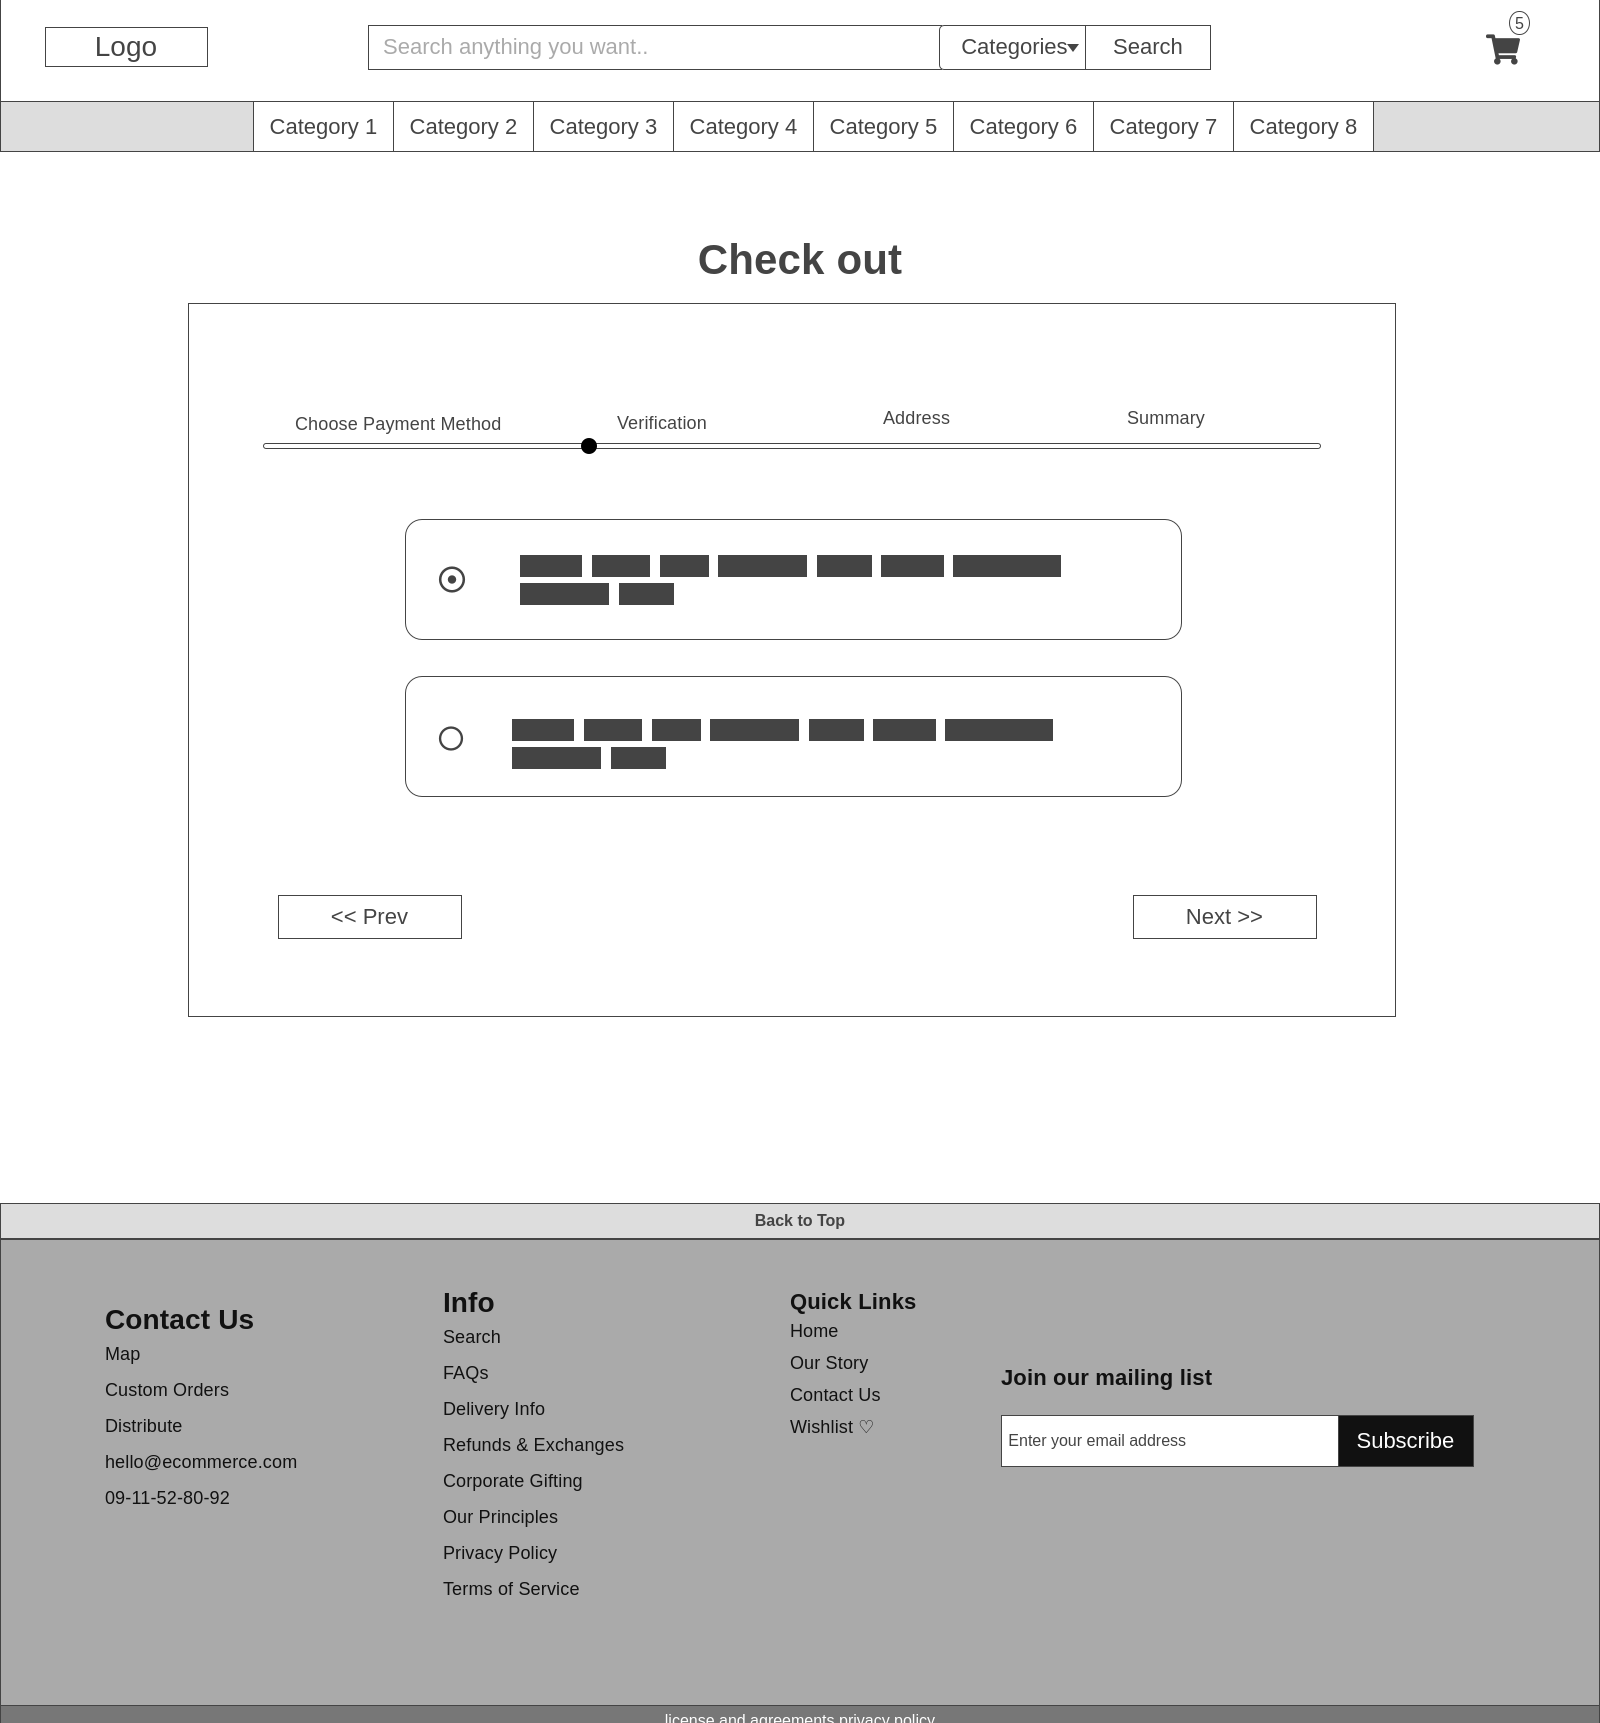 Logo
Search anything you want..
Categories
Search
5
Category 1
Category 2
Category 3
Category 4
Category 5
Category 6
Category 7
Category 8
Check out
Choose Payment Method
Verification
Address
Summary
<< Prev
Next >>
Back to Top
Contact Us
Map
Custom Orders
Distribute
hello@ecommerce.com
09-11-52-80-92
Info
Search
FAQs
Delivery Info
Refunds & Exchanges
Corporate Gifting
Our Principles
Privacy Policy
Terms of Service
Quick Links
Home
Our Story
Contact Us
Wishlist ♡
Join our mailing list
Enter your email address
Subscribe
license and agreements privacy policy